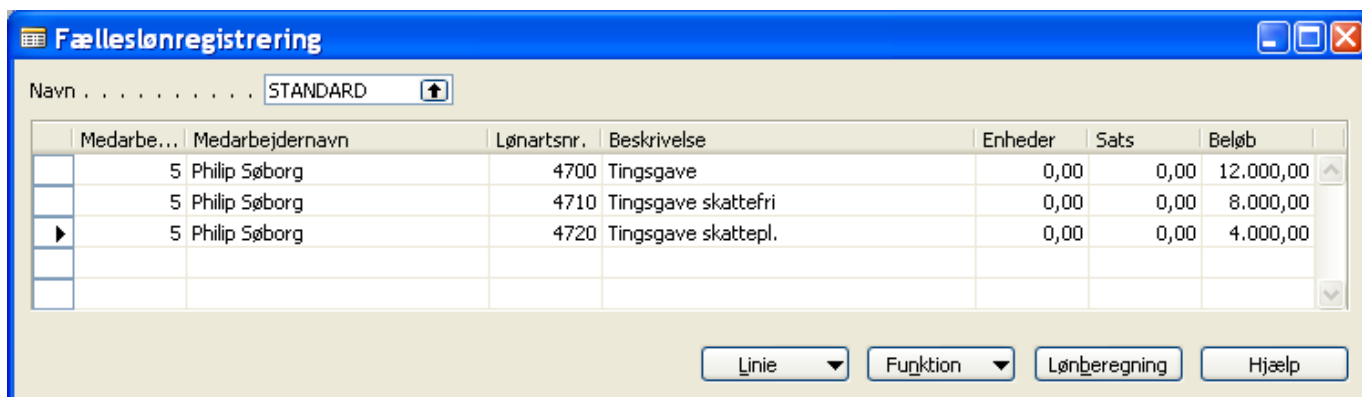 Fælleslønregistrering
Navn . . . . . . . . . . STANDARD
Medarbe... Medarbejdernavn Lønartsnr. Beskrivelse Enheder Sats Beløb
5 Philip Søborg 4700 Tingsgave 0,00 0,00 12.000,00
5 Philip Søborg 4710 Tingsgave skattefri 0,00 0,00 8.000,00
5 Philip Søborg 4720 Tingsgave skattepl. 0,00 0,00 4.000,00
Linie Funktion Lønberegning Hjælp